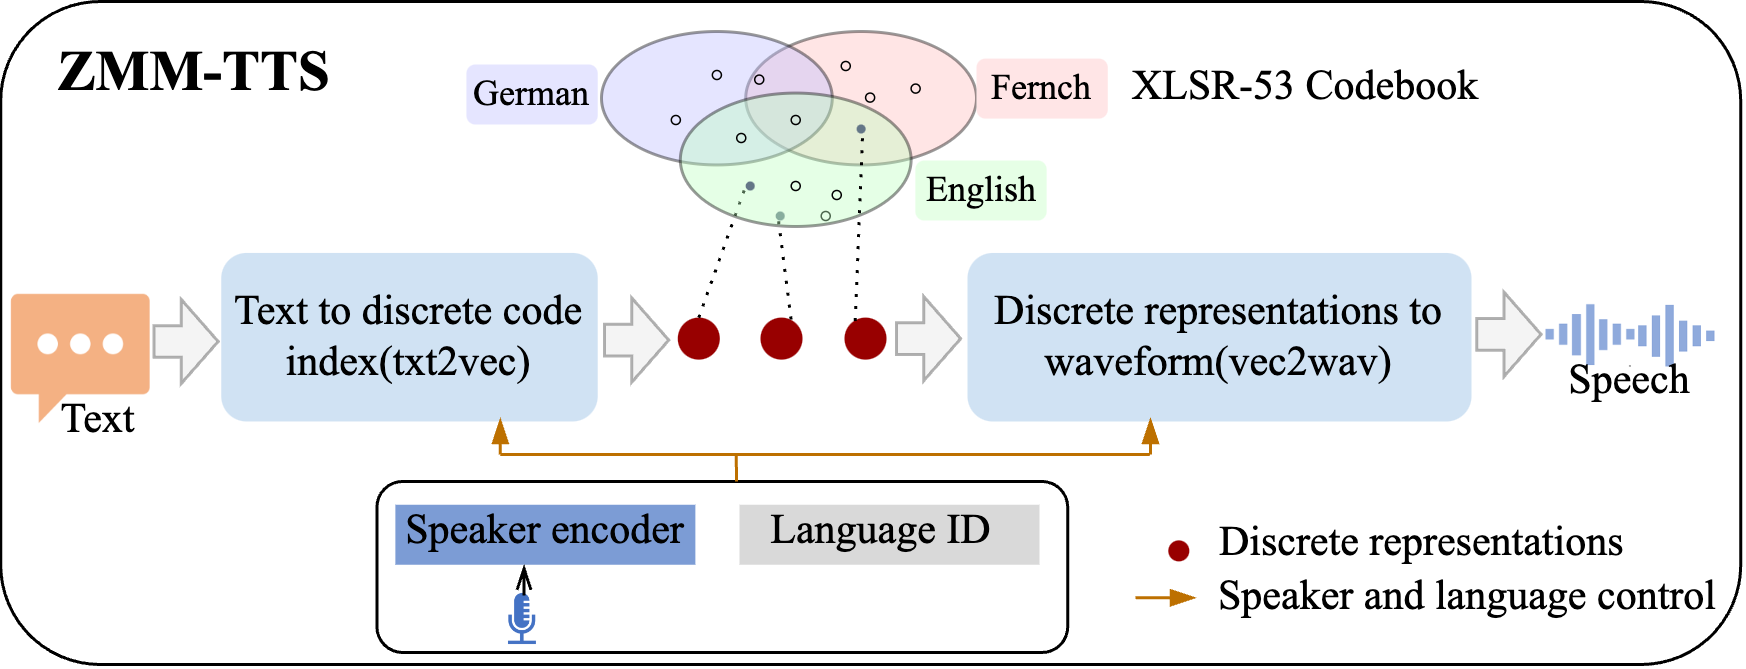 ZMM-TTS
German
Fernch
XLSR-53 Codebook
English
Text to discrete code
index(txt2vec)
Discrete representations to
waveform(vec2wav)
Text
Speech
Speaker encoder
Language ID
Discrete representations
Speaker and language control